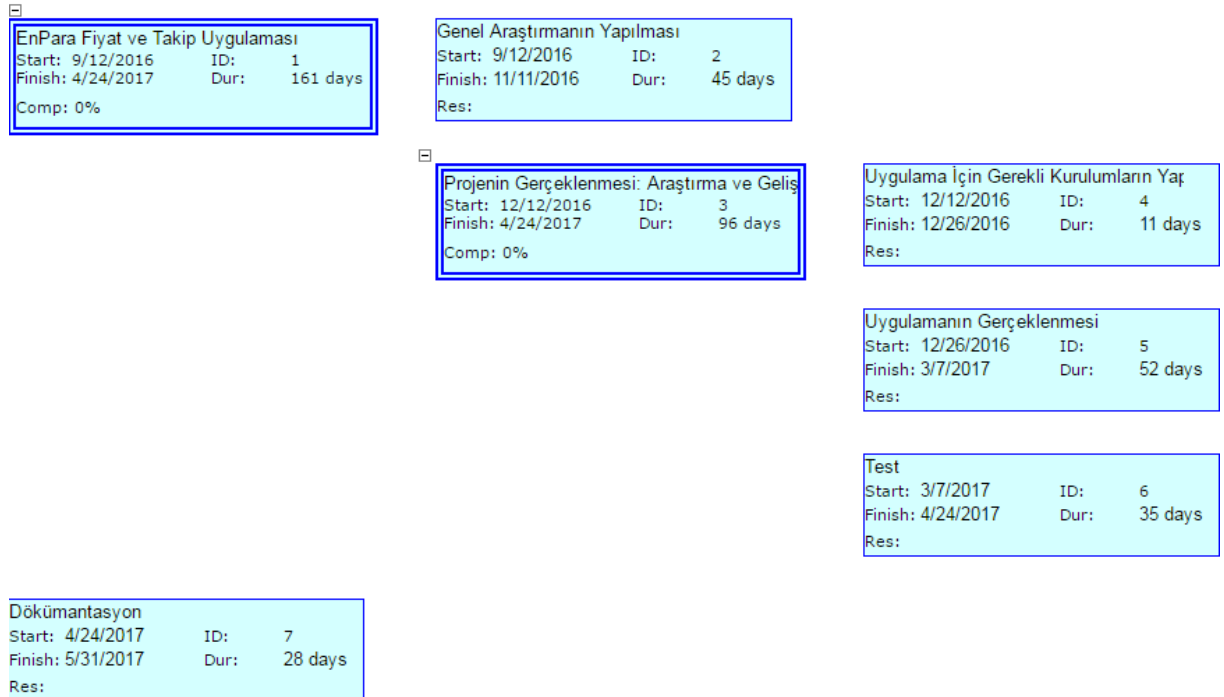 EnPara Fiyat ve Takip Uygulaması
Start: 9/12/2016 ID: 1
Finish: 4/24/2017 Dur: 161 days
Comp: 0%
Genel Araştırmanın Yapılması
Start: 9/12/2016 ID: 2
Finish: 11/11/2016 Dur: 45 days
Res:
Projenin Gerçeklenmesi: Araştırma ve Geliş
Start: 12/12/2016 ID: 3
Finish: 4/24/2017 Dur: 96 days
Comp: 0%
Uygulama İçin Gerekli Kurulumların Yap
Start: 12/12/2016 ID: 4
Finish: 12/26/2016 Dur: 11 days
Res:
Uygulamanın Gerçeklenmesi
Start: 12/26/2016 ID: 5
Finish: 3/7/2017 Dur: 52 days
Res:
Test
Start: 3/7/2017 ID: 6
Finish: 4/24/2017 Dur: 35 days
Res:
Dökümantasyon
Start: 4/24/2017 ID: 7
Finish: 5/31/2017 Dur: 28 days
Res: